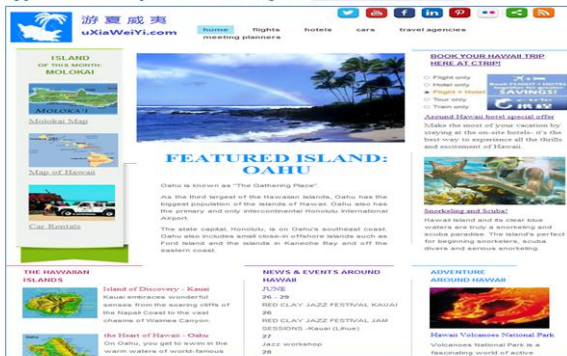 游夏威夷
uXiaWeiYi.com
home flights hotels cars travel agencies
meeting planners
ISLAND
OF THIS MONTH:
MOLOKAI
MOLOKA'I
Molokai Map
Map of Hawaii
Car Rentals
FEATURED ISLAND:
OAHU
Oahu is known as "The Gathering Place".
As the third largest of the Hawaiian Islands, Oahu has the
biggest population of the islands of Hawaii. Oahu also has
the primary and only intercontinental Honolulu International
Airport.
The state capital, Honolulu, is on Oahu's southeast coast.
Oahu also includes small close-in offshore islands such as
Ford Island and the islands in Kaneohe Bay and off the
eastern coast.
BOOK YOUR HAWAII TRIP
HERE AT CTRIP!
Flight only
Hotel only
Flight + Hotel
Tour only
Train only
SAVINGS!
Around Hawaii hotel special offer
Make the most of your vacation by
staying at the on-site hotels- it's the
best way to experience all the thrills
and excitement of Hawaii.
Snorkeling and Scuba!
Hawaii Island and its clear blue
waters are truly a snorkeling and
scuba paradise. The island's perfect
for beginning snorkelers, scuba
divers and serious snorkeling.
THE HAWAIIAN
ISLANDS
Island of Discovery - Kauai
Kauai embraces wonderful
senses from the soaring cliffs of
the Napali Coast to the vast
chasms of Waimea Canyon.
the Heart of Hawaii - Oahu
On Oahu, you get to swim in the
warm waters of world-famous
NEWS & EVENTS AROUND
HAWAII
JUNE
26 - 29
RED CLAY JAZZ FESTIVAL KAUAI
26
RED CLAY JAZZ FESTIVAL JAM
SESSIONS -Kauai (Lihue)
27
Jazz workshop
28
ADVENTURE
AROUND HAWAII
Hawaii Volcanoes National Park
Volcanoes National Park is a
fascinating world of active